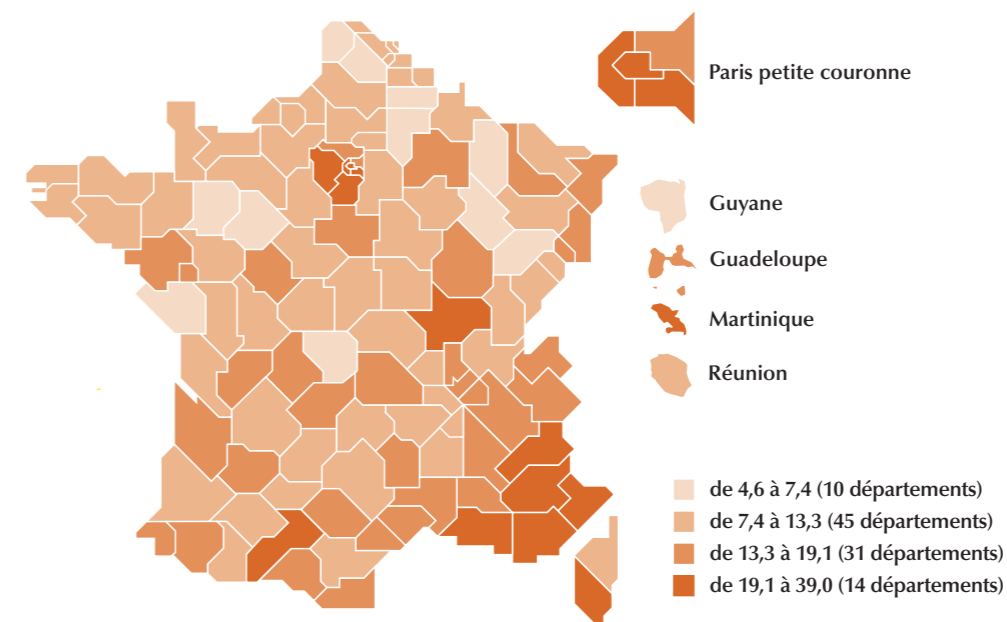 Paris petite couronne
Guyane
Guadeloupe
Martinique
Réunion
de 4,6 à 7,4 (10 départements)
de 7,4 à 13,3 (45 départements)
de 13,3 à 19,1 (31 départements)
de 19,1 à 39,0 (14 départements)